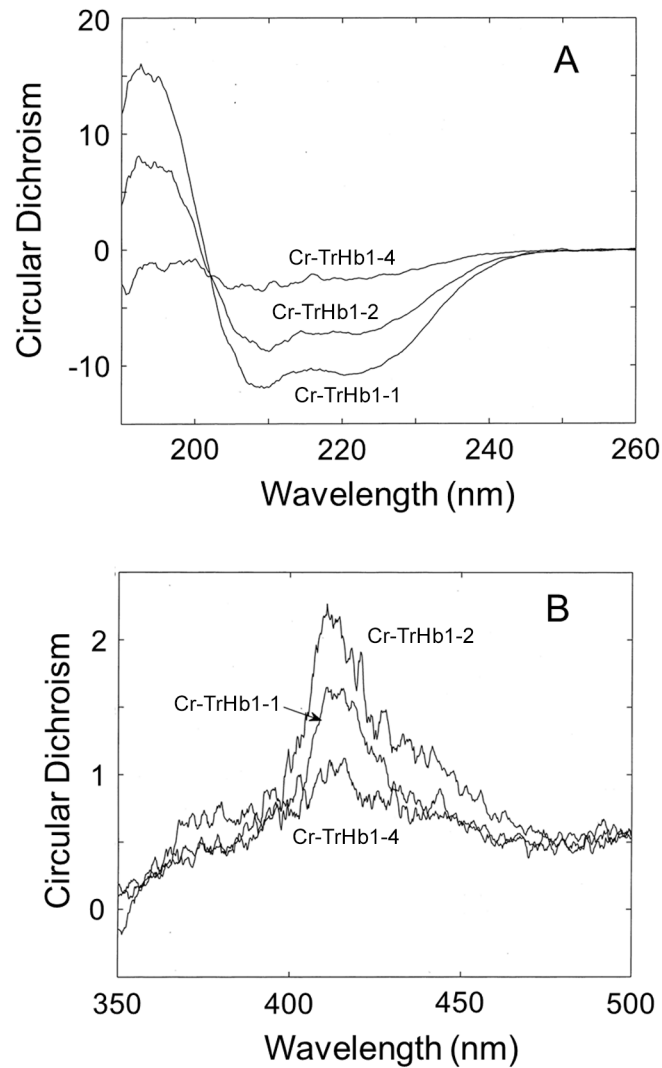 20
A
10
0
-10
Circular Dichroism
Cr-TrHb1-4
Cr-TrHb1-2
Cr-TrHb1-1
200 220 240 260
Wavelength (nm)
B
2
1
0
Circular Dichroism
Cr-TrHb1-2
Cr-TrHb1-1
Cr-TrHb1-4
350 400 450 500
Wavelength (nm)